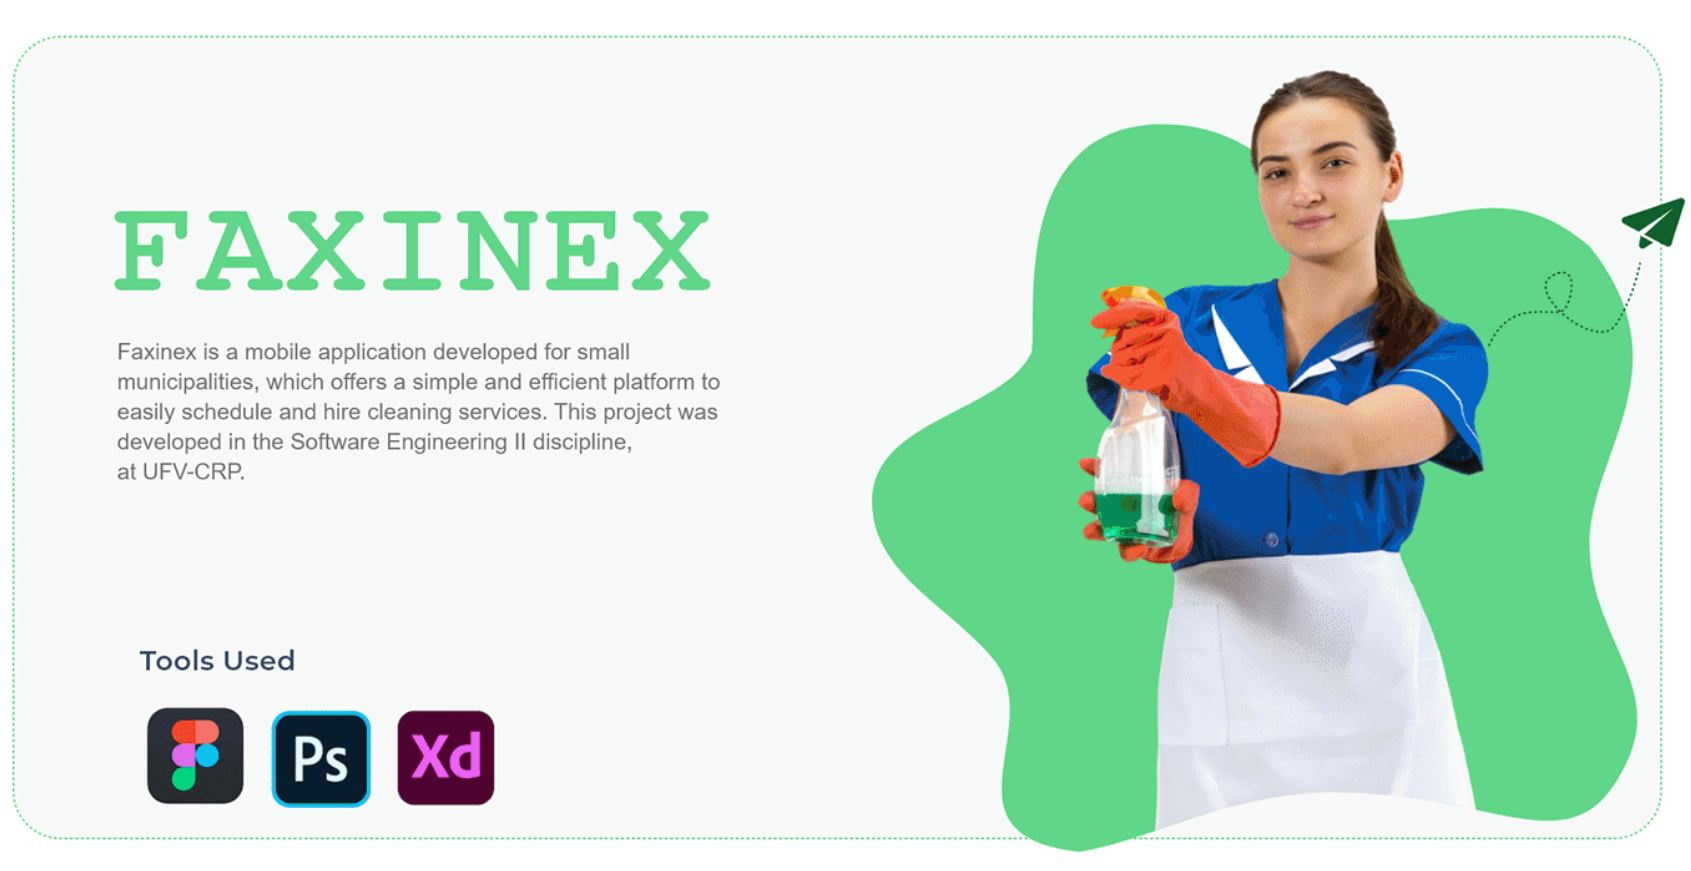 FAXINEX
Faxinex is a mobile application developed for small
municipalities, which offers a simple and efficient platform to
easily schedule and hire cleaning services. This project was
developed in the Software Engineering II discipline,
at UFV-CRP.
Tools Used
Ps
Xd